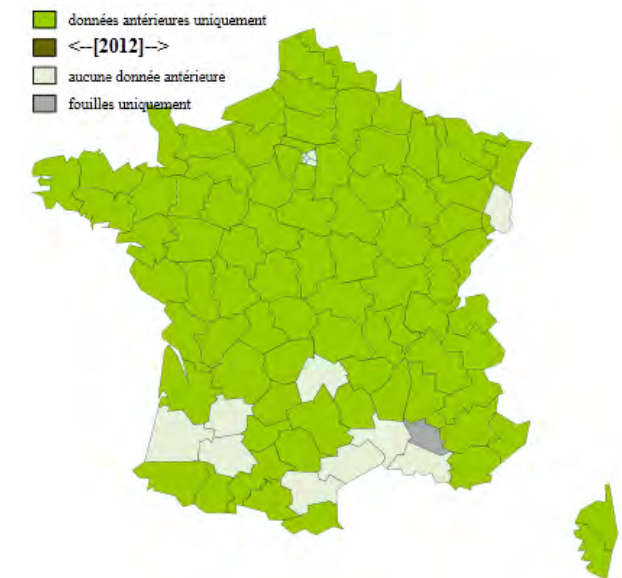 données antérieures uniquement
<--[2012]-->
aucune donnée antérieure
fouilles uniquement